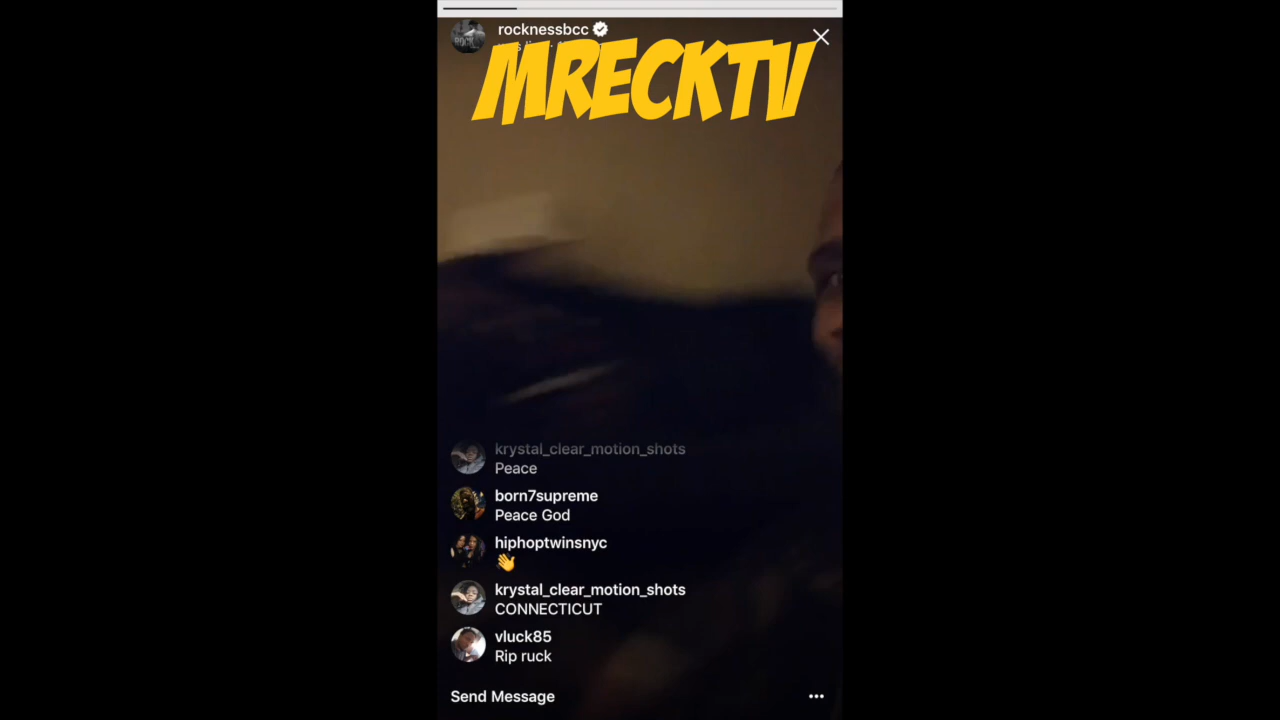 rocknessbcc
MRECKTV
krystal_clear_motion_shots
Peace
born7supreme
Peace God
hiphoptwinsnyc
👋
krystal_clear_motion_shots
CONNECTICUT
vluck85
Rip ruck
Send Message